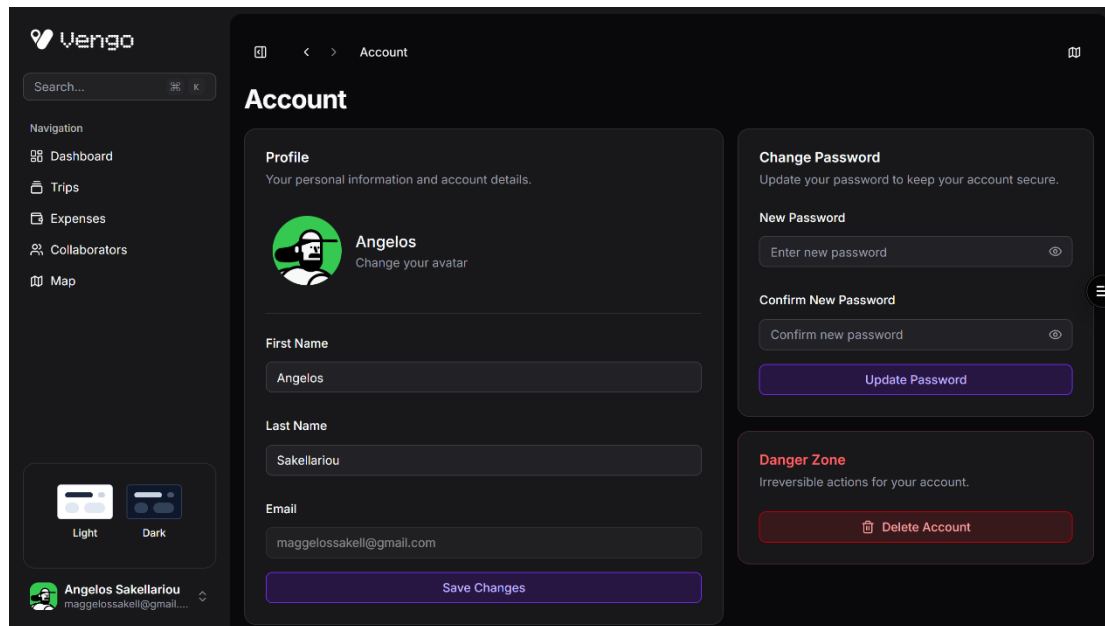 Vengo
Search... ⌘ K
Navigation
Dashboard
Trips
Expenses
Collaborators
Map
Light Dark
Angelos Sakellariou
maggelossakell@gmail....
Account
Account
Profile
Your personal information and account details.
Angelos
Change your avatar
First Name
Angelos
Last Name
Sakellariou
Email
maggelossakell@gmail.com
Save Changes
Change Password
Update your password to keep your account secure.
New Password
Enter new password
Confirm New Password
Confirm new password
Update Password
Danger Zone
Irreversible actions for your account.
Delete Account